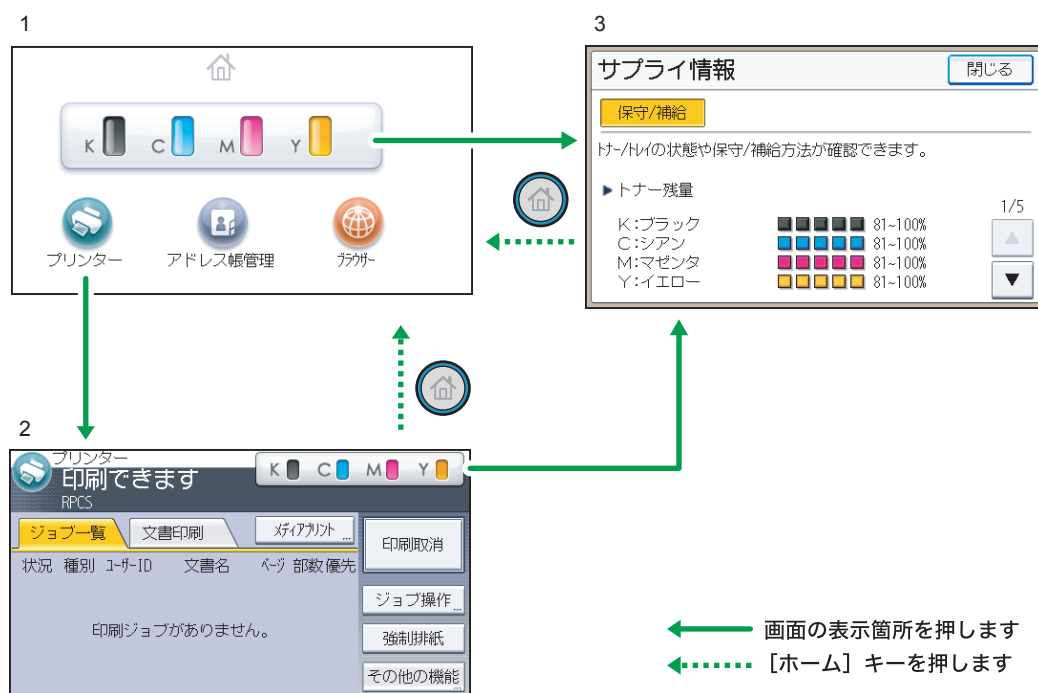 1
K C M Y
プリンター アドレス帳管理 ブラウザー
3
サプライ情報 閉じる
保守/補給
トナー/トレイの状態や保守/補給方法が確認できます。
▶トナー残量
1/5
K:ブラック 81~100%
C:シアン 81~100%
M:マゼンタ 81~100%
Y:イエロー 81~100%
▲
▼
2
プリンター
印刷できます
RPCS
K C M Y
ジョブ一覧 文書印刷 メディアプリント...
印刷取消
状況 種別 ユーザーID 文書名 ページ 部数 優先
ジョブ操作...
印刷ジョブがありません。
強制排紙
その他の機能...
画面の表示箇所を押します
[ホーム]キーを押します